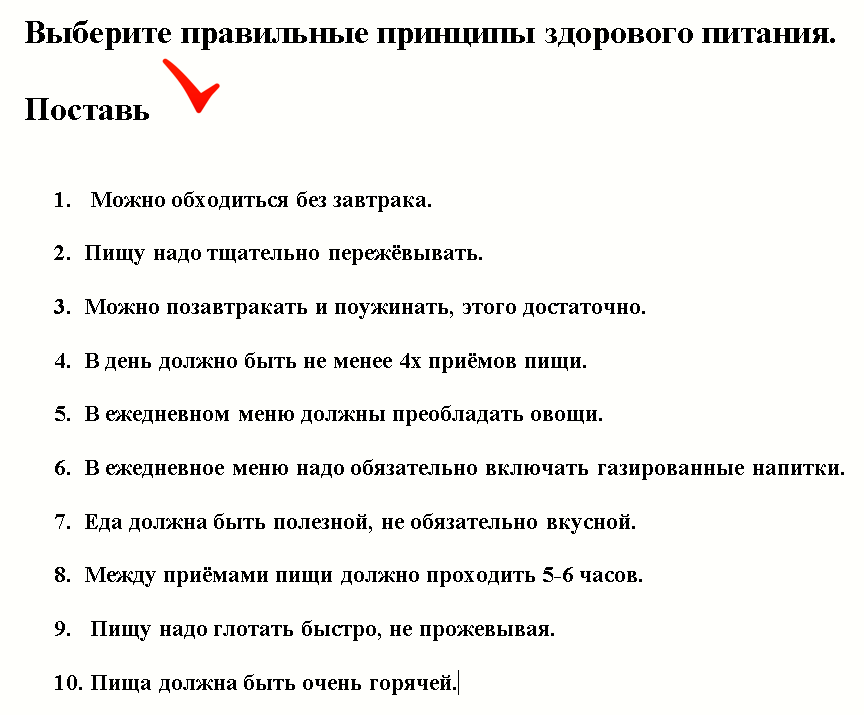 Выберите правильные принципы здорового питания.
Поставь
1. Можно обходиться без завтрака.
2. Пищу надо тщательно пережёвывать.
3. Можно позавтракать и поужинать, этого достаточно.
4. В день должно быть не менее 4х приёмов пищи.
5. В ежедневном меню должны преобладать овощи.
6. В ежедневное меню надо обязательно включать газированные напитки.
7. Еда должна быть полезной, не обязательно вкусной.
8. Между приёмами пищи должно проходить 5-6 часов.
9. Пищу надо глотать быстро, не прожевывая.
10. Пища должна быть очень горячей.